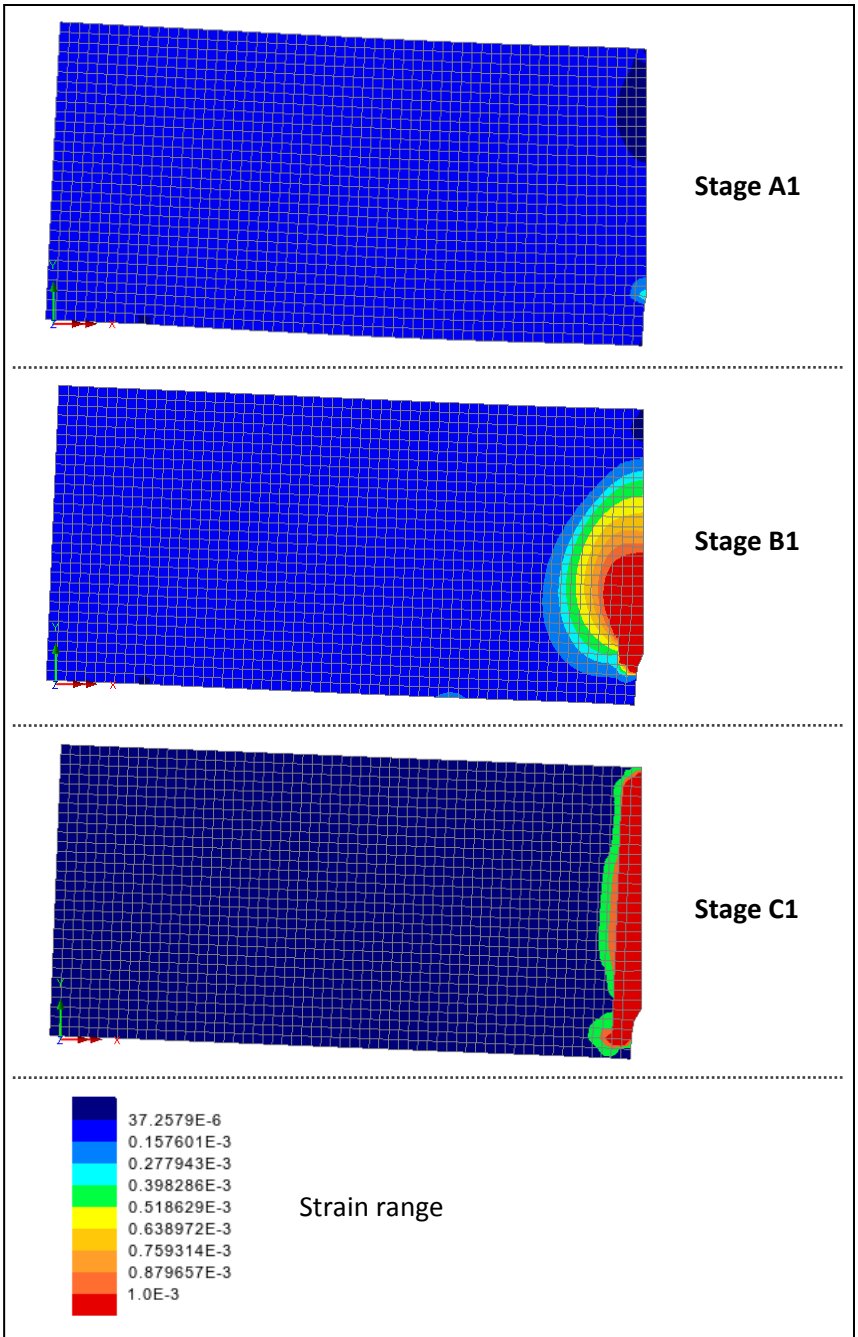 Stage A1
Y
Z X
Stage B1
Y
Z X
Stage C1
Y
Z X
37.2579E-6
0.157601E-3
0.277943E-3
0.398286E-3
0.518629E-3
0.638972E-3
0.759314E-3
0.879657E-3
1.0E-3
Strain range